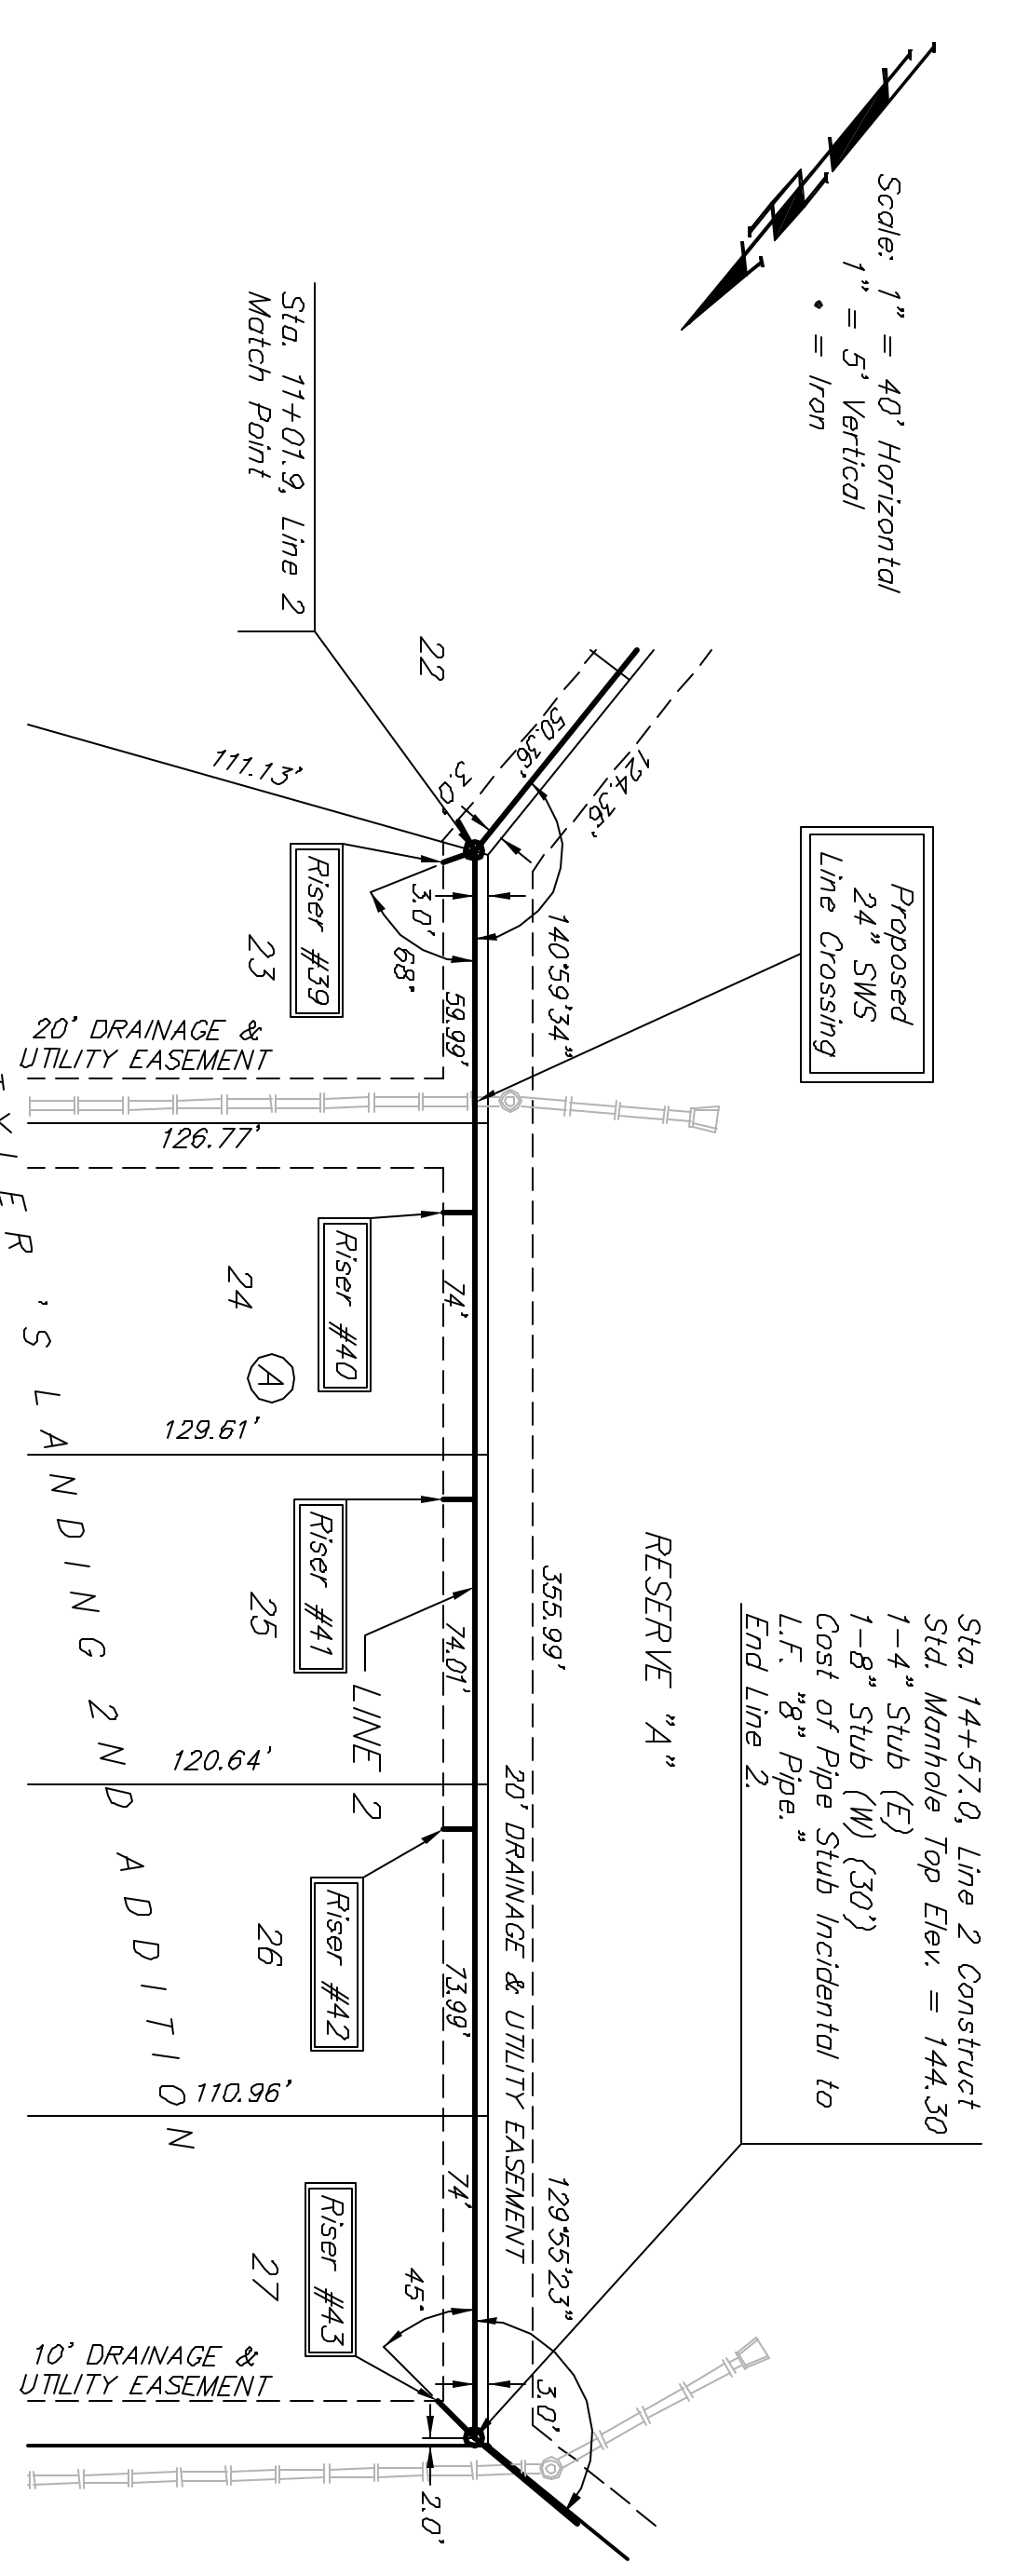 Scale: 1" = 40' Horizontal
1" = 5' Vertical
• = Iron
Sta. 11+01.9, Line 2
Match Point
22
50.36'
124.36'
3.0'
111.13'
Riser #39
23
3.0'
68°
59.99'
140°59'34"
Proposed
24" SWS
Line Crossing
20' DRAINAGE &
UTILITY EASEMENT
126.77'
Riser #40
24
74'
A
129.61'
Riser #41
25
74.01'
LINE 2
355.99'
RESERVE "A"
Sta. 14+57.0, Line 2 Construct
Std. Manhole Top Elev. = 144.30
1-4" Stub (E)
1-8" Stub (W) (30')
Cost of Pipe Stub Incidental to
L.F. "8" Pipe."
End Line 2.
120.64'
20' DRAINAGE & UTILITY EASEMENT
Riser #42
26
73.99'
110.96'
Riser #43
27
74'
45°
129°55'23"
3.0'
2.0'
10' DRAINAGE &
UTILITY EASEMENT
YLER'S LANDING 2ND ADDITION